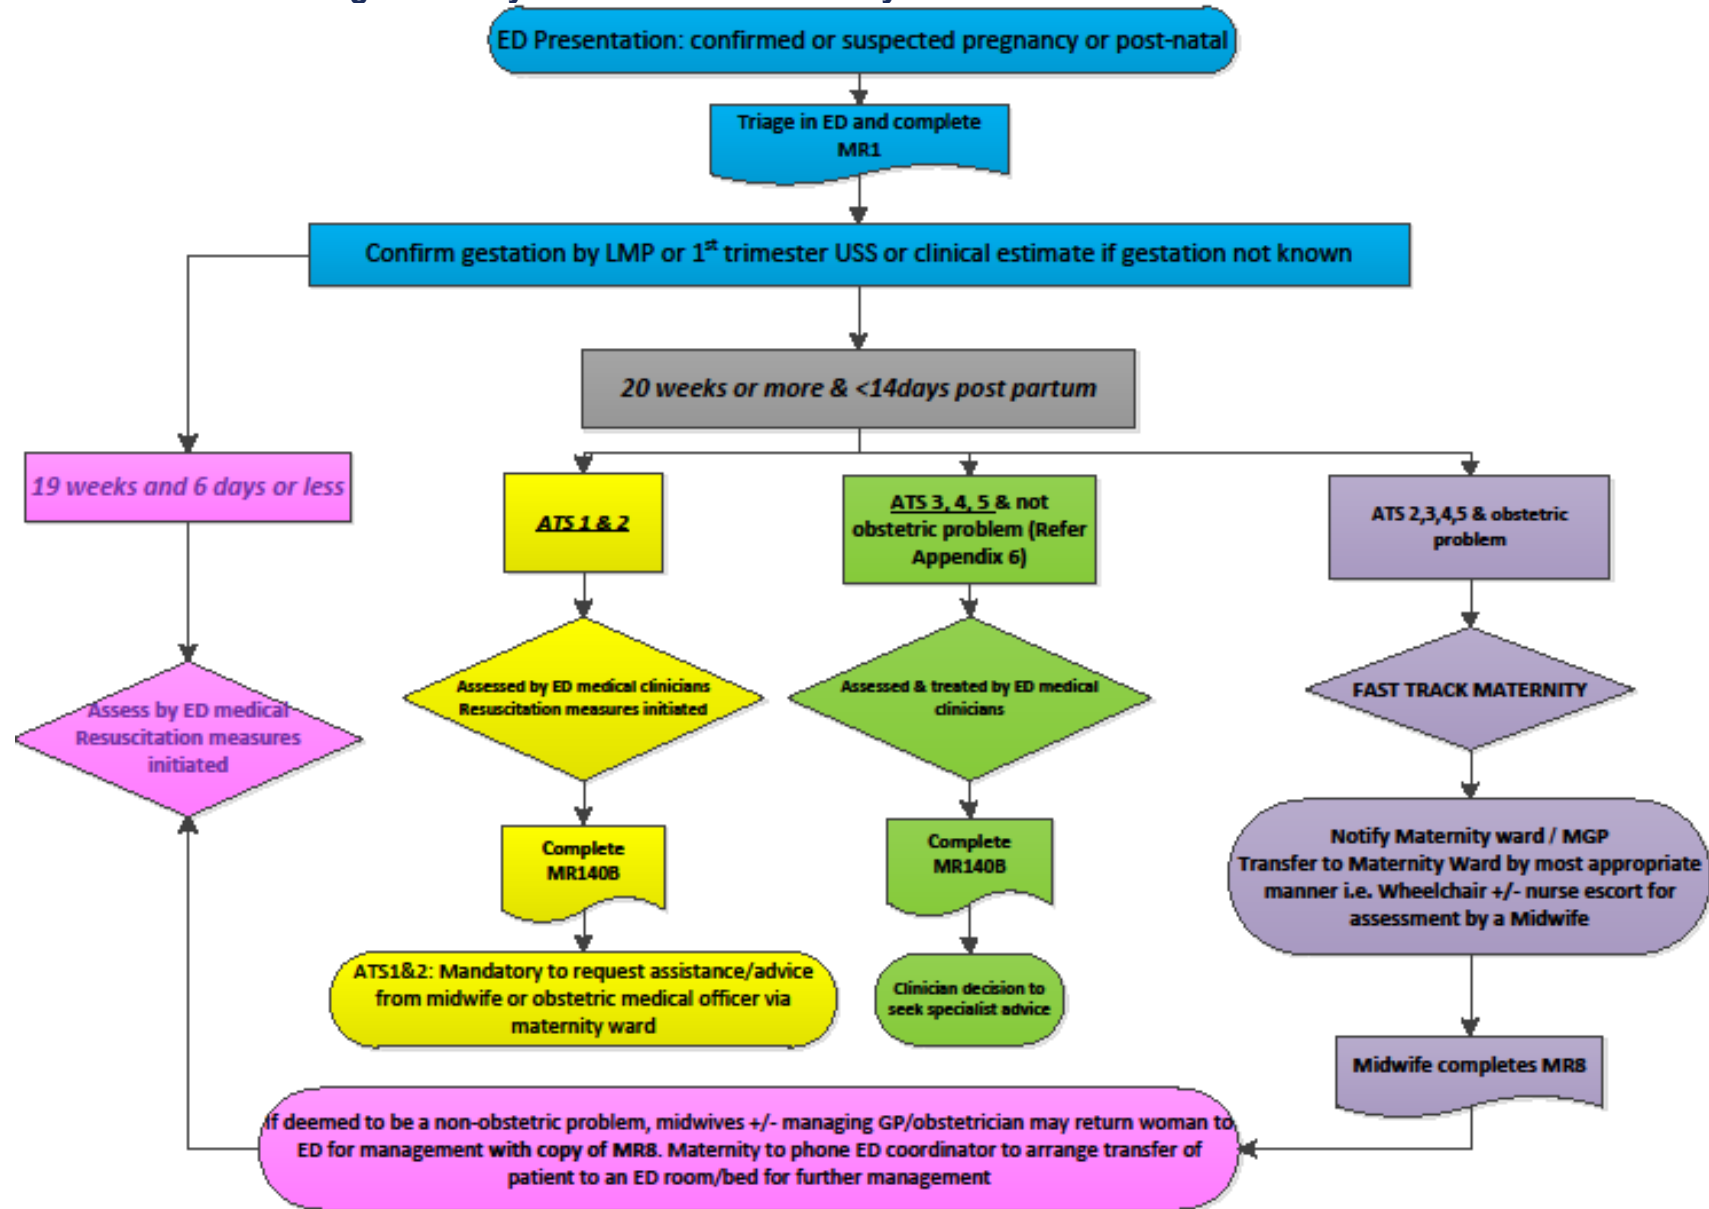 ED Presentation: confirmed or suspected pregnancy or post-natal
Triage in ED and complete
MR1
Confirm gestation by LMP or 1st trimester USS or clinical estimate if gestation not known
20 weeks or more & <14days post partum
19 weeks and 6 days or less
ATS 1 & 2
ATS 3, 4, 5 & not
obstetric problem (Refer
Appendix 6)
ATS 2,3,4,5 & obstetric
problem
Assess by ED medical
Resuscitation measures
initiated
Assessed by ED medical clinicians
Resuscitation measures initiated
Assessed & treated by ED medical
clinicians
FAST TRACK MATERNITY
Complete
MR140B
Complete
MR140B
Notify Maternity ward / MGP
Transfer to Maternity Ward by most appropriate
manner i.e. Wheelchair +/- nurse escort for
assessment by a Midwife
ATS1&2: Mandatory to request assistance/advice
from midwife or obstetric medical officer via
maternity ward
Clinician decision to
seek specialist advice
Midwife completes MR8
If deemed to be a non-obstetric problem, midwives +/- managing GP/obstetrician may return woman to
ED for management with copy of MR8. Maternity to phone ED coordinator to arrange transfer of
patient to an ED room/bed for further management